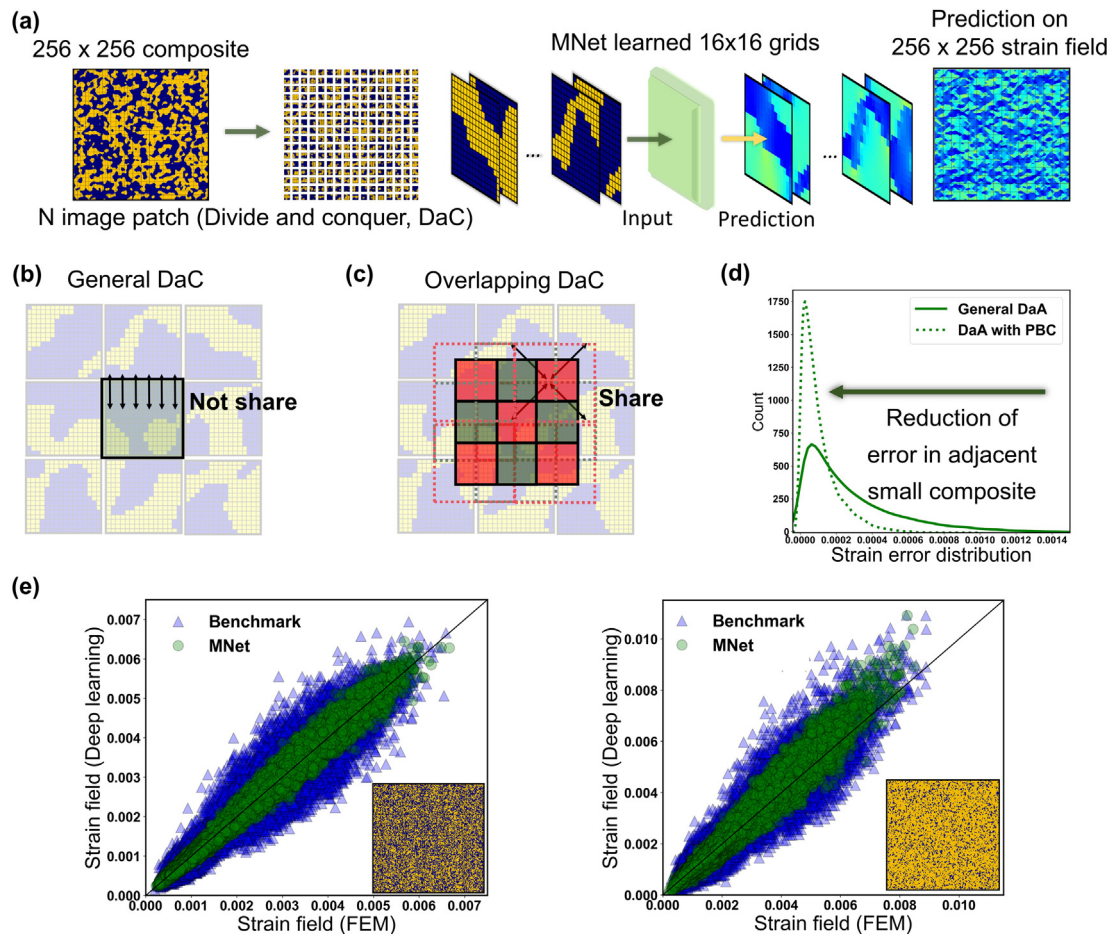 (a)
256 x 256 composite
MNet learned 16x16 grids
Prediction on
256 x 256 strain field
...
...
N image patch (Divide and conquer, DaC)
Input
Prediction
(b)
General DaC
Not share
(c)
Overlapping DaC
Share
(d)
1750
1500
1250
1000
750
500
250
0
Count
General DaA
DaA with PBC
Reduction of
error in adjacent
small composite
0.0000 0.0002 0.0004 0.0006 0.0008 0.0010 0.0012 0.0014
Strain error distribution
(e)
Strain field (Deep learning)
0.007
0.006
0.005
0.004
0.003
0.002
0.001
0.000
Benchmark
MNet
0.000 0.001 0.002 0.003 0.004 0.005 0.006 0.007
Strain field (FEM)
Strain field (Deep learning)
0.010
0.008
0.006
0.004
0.002
0.000
Benchmark
MNet
0.000 0.002 0.004 0.006 0.008 0.010
Strain field (FEM)